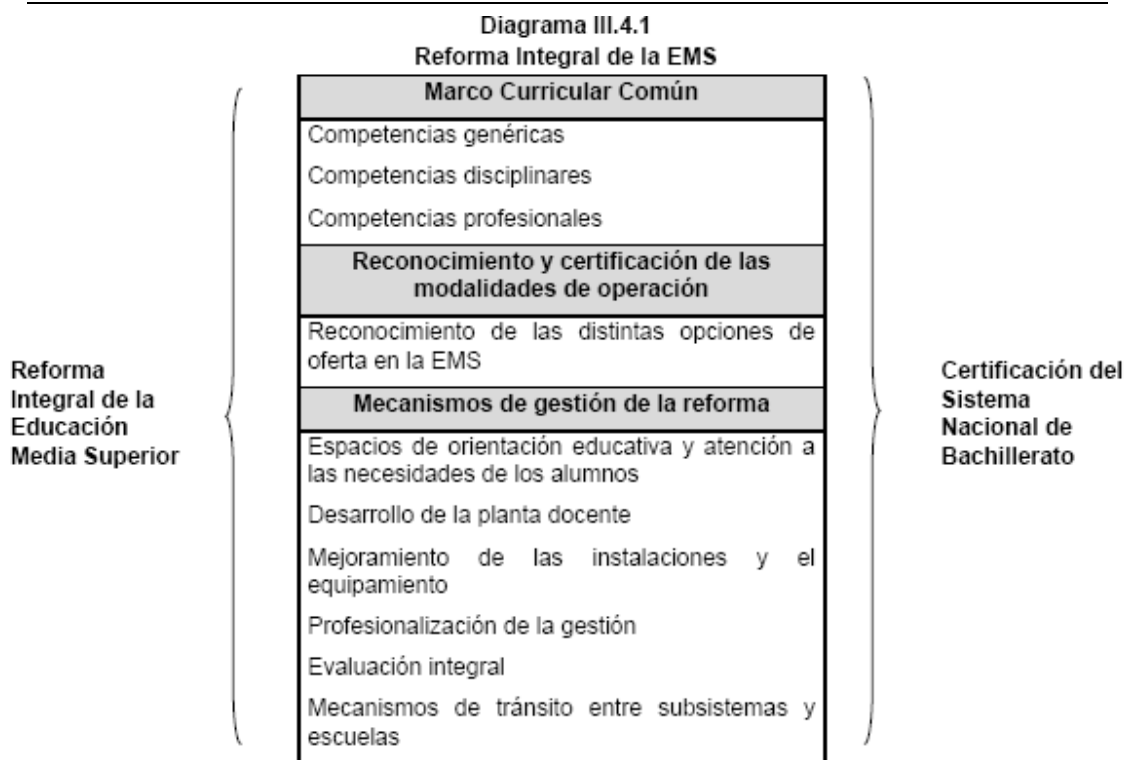 Diagrama III.4.1
Reforma Integral de la EMS
Marco Curricular Común
Competencias genéricas
Competencias disciplinares
Competencias profesionales
Reconocimiento y certificación de las
modalidades de operación
Reconocimiento de las distintas opciones de
oferta en la EMS
Mecanismos de gestión de la reforma
Espacios de orientación educativa y atención a
las necesidades de los alumnos
Desarrollo de la planta docente
Mejoramiento de las instalaciones y el
equipamiento
Profesionalización de la gestión
Evaluación integral
Mecanismos de tránsito entre subsistemas y
escuelas
Reforma
Integral de la
Educación
Media Superior
Certificación del
Sistema
Nacional de
Bachillerato